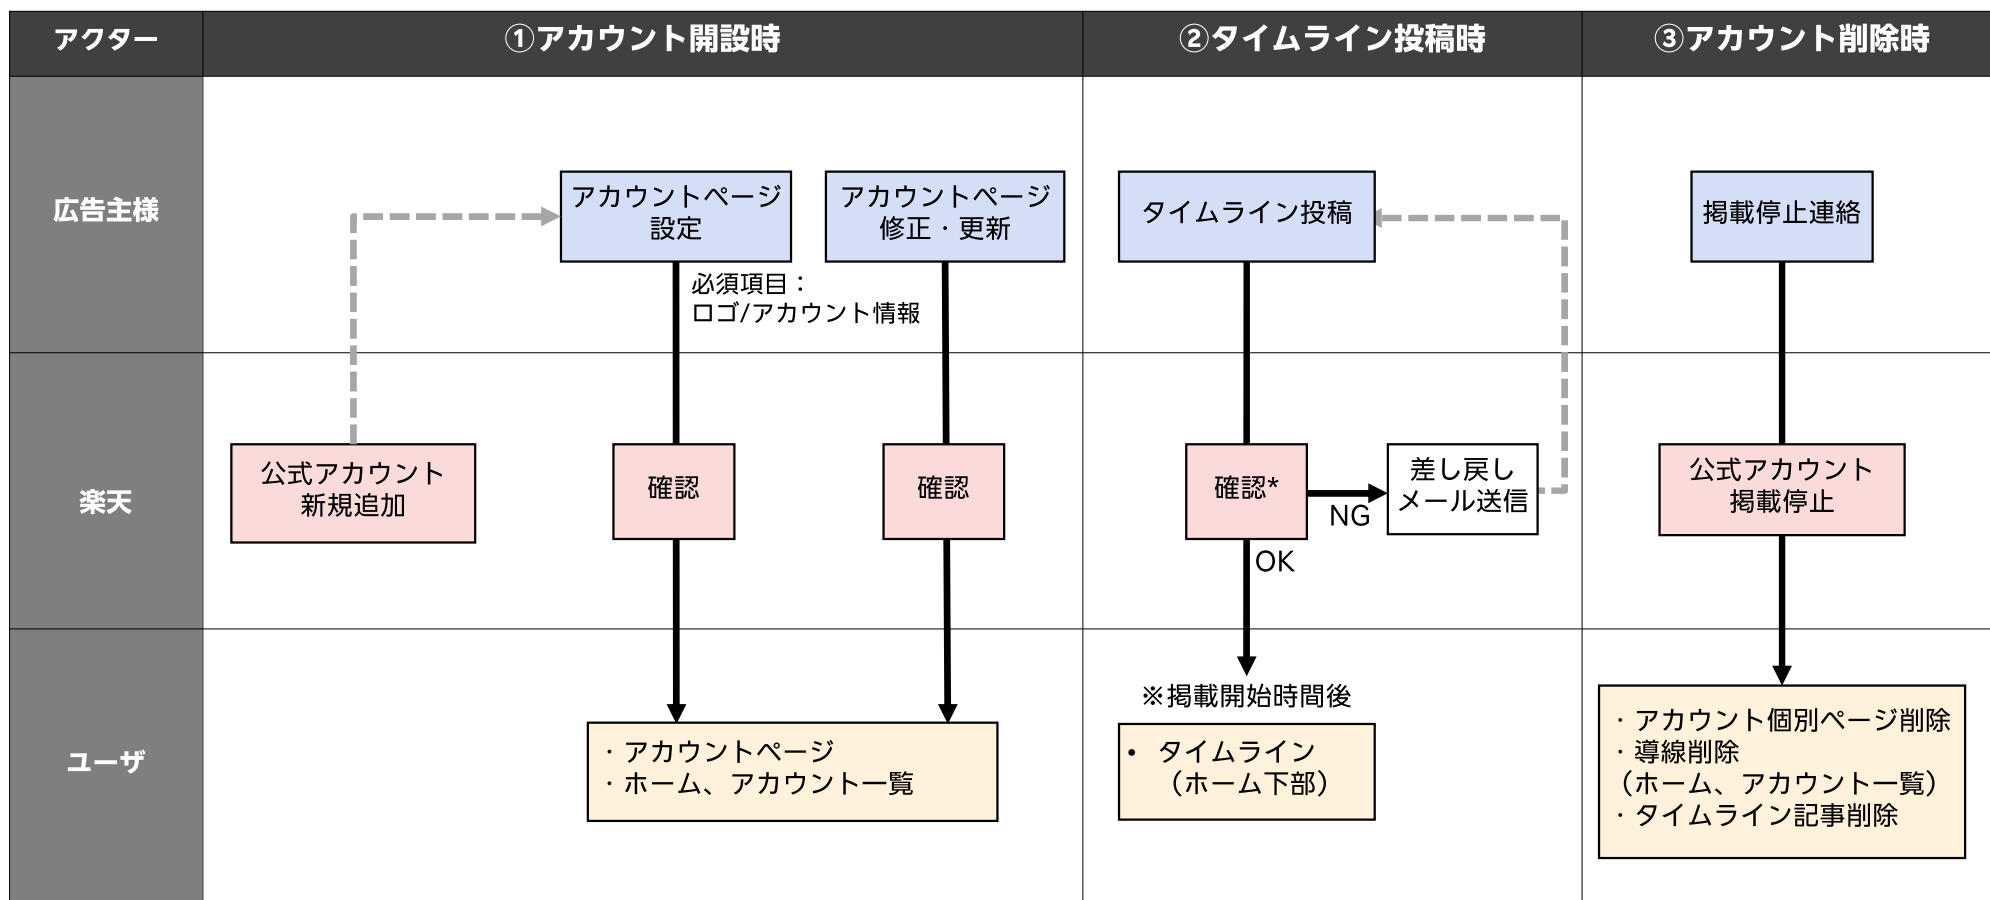 アクター
①アカウント開設時
②タイムライン投稿時
③アカウント削除時
広告主様
アカウントページ
設定
アカウントページ
修正・更新
タイムライン投稿
掲載停止連絡
必須項目：
ロゴ/アカウント情報
楽天
公式アカウント
新規追加
確認
確認
確認*
NG
OK
差し戻し
メール送信
公式アカウント
掲載停止
ユーザ
・アカウントページ
・ホーム、アカウント一覧
※掲載開始時間後
• タイムライン
（ホーム下部）
・アカウント個別ページ削除
・導線削除
（ホーム、アカウント一覧）
・タイムライン記事削除